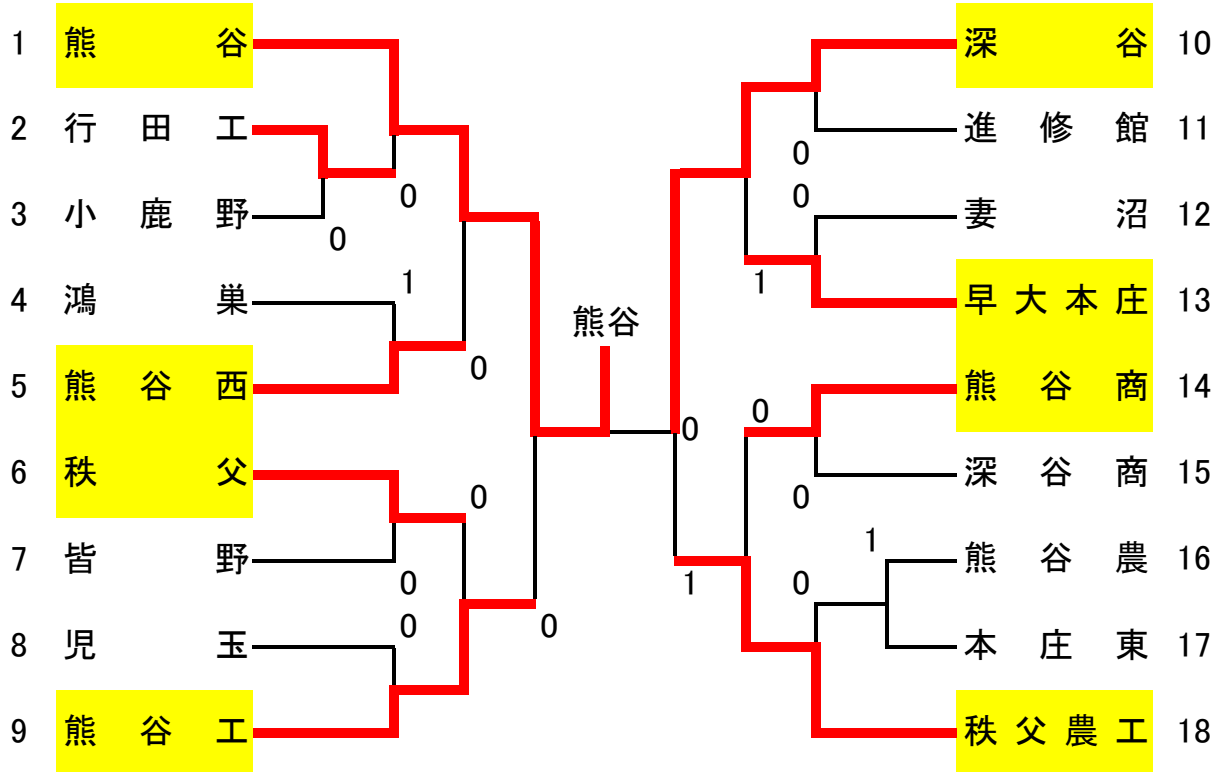 1 熊谷
2 行田工
3 小鹿野
4 鴻巣
5 熊谷西
6 秩父
7 皆野
8 児玉
9 熊谷工
0
0
1
0
0
0
0
0
熊谷
0
1
0
0
1
0
0
1
0
深谷 10
進修館 11
妻沼 12
早大本庄 13
熊谷商 14
深谷商 15
熊谷農 16
本庄東 17
秩父農工 18